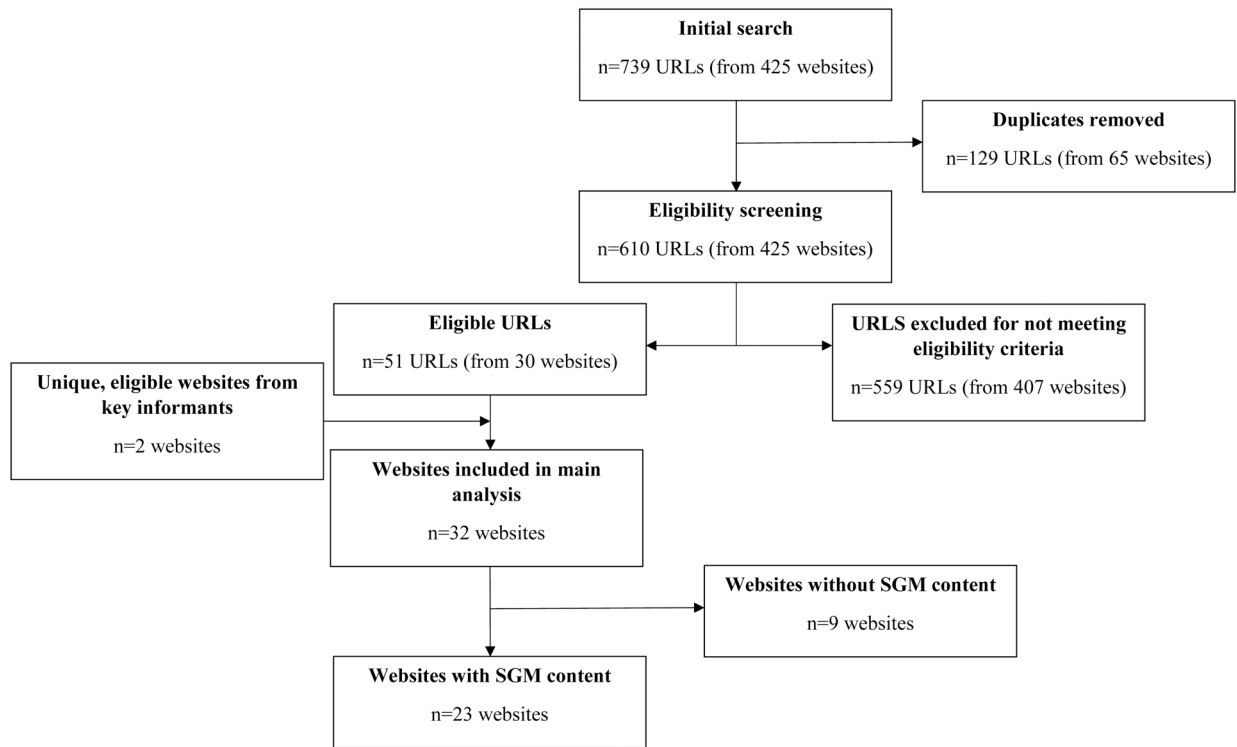 Initial search
n=739 URLs (from 425 websites)
Duplicates removed
n=129 URLs (from 65 websites)
Eligibility screening
n=610 URLs (from 425 websites)
Eligible URLs
n=51 URLs (from 30 websites)
URLS excluded for not meeting
eligibility criteria
n=559 URLs (from 407 websites)
Unique, eligible websites from
key informants
n=2 websites
Websites included in main
analysis
n=32 websites
Websites without SGM content
n=9 websites
Websites with SGM content
n=23 websites